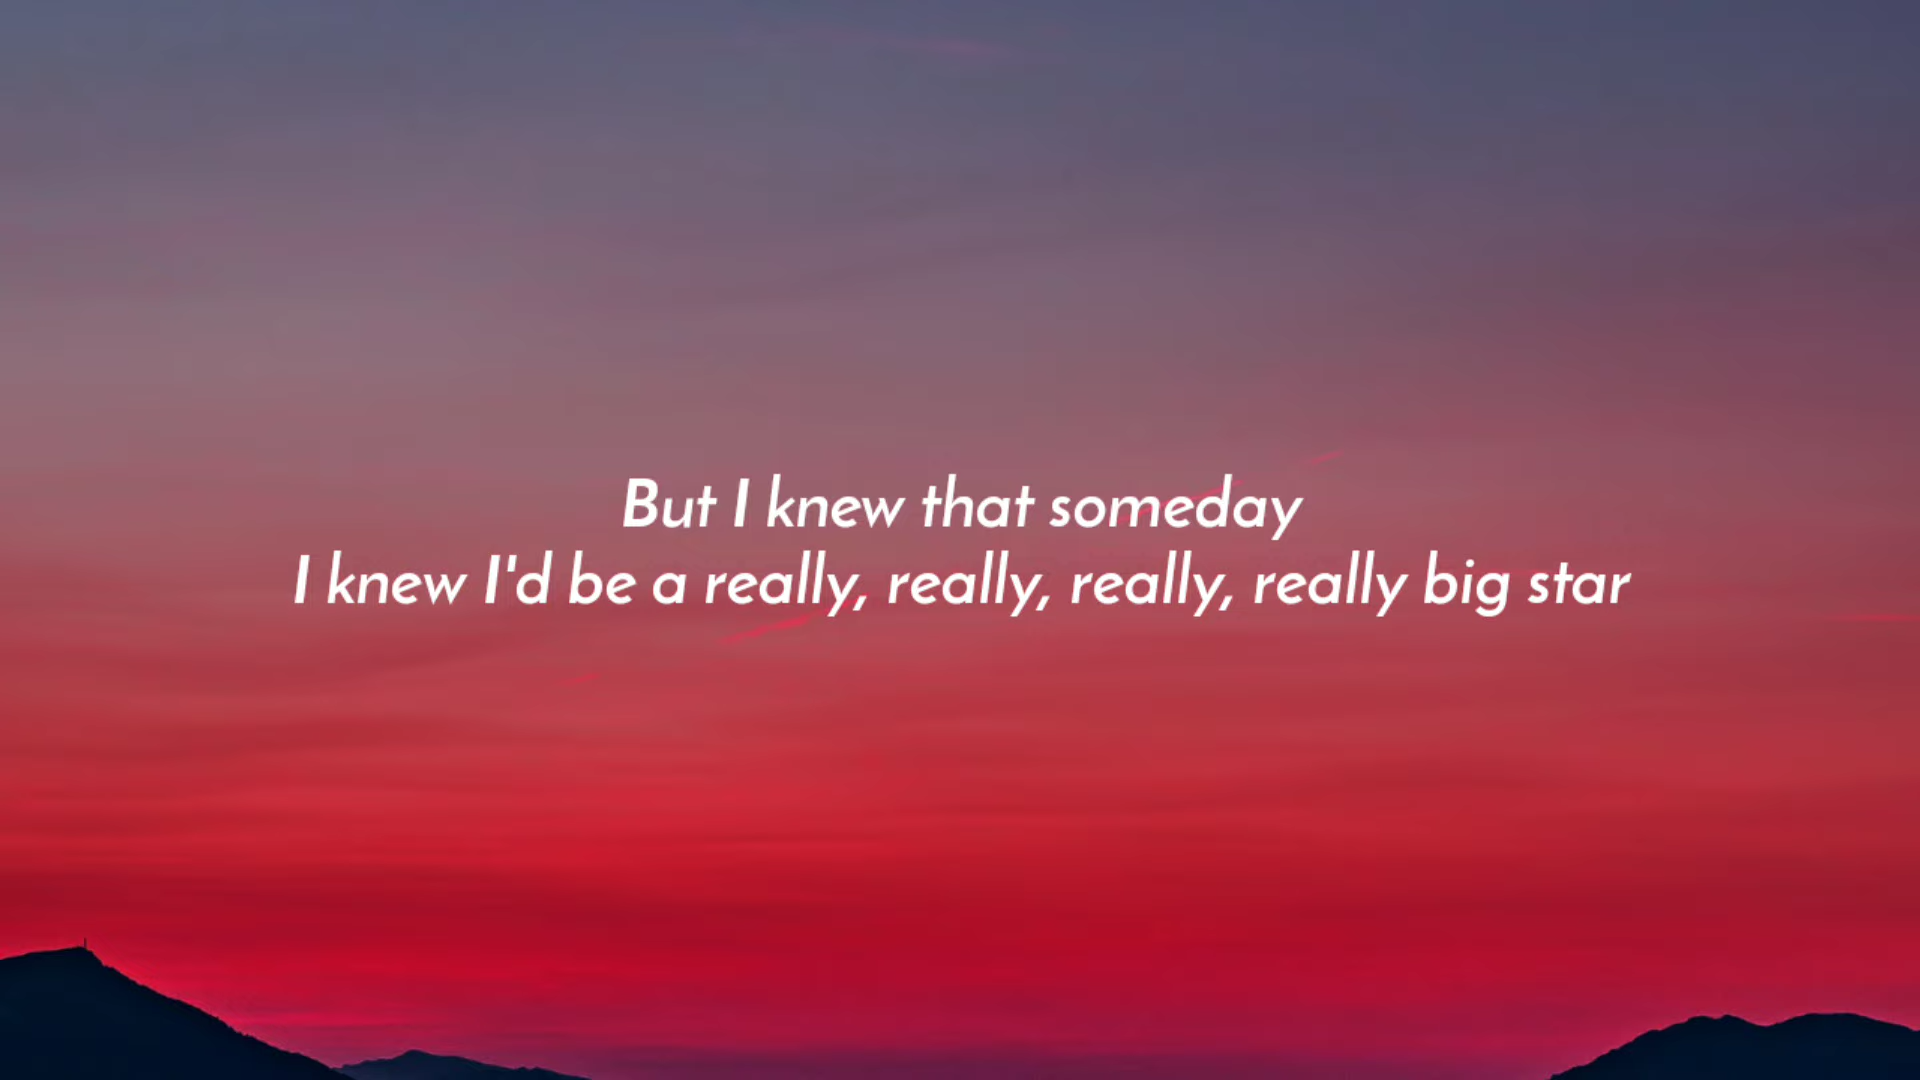 But I knew that someday
I knew I'd be a really, really, really, really big star